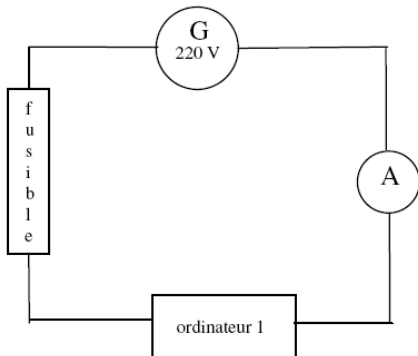 G
220 V
fusible
A
ordinateur 1